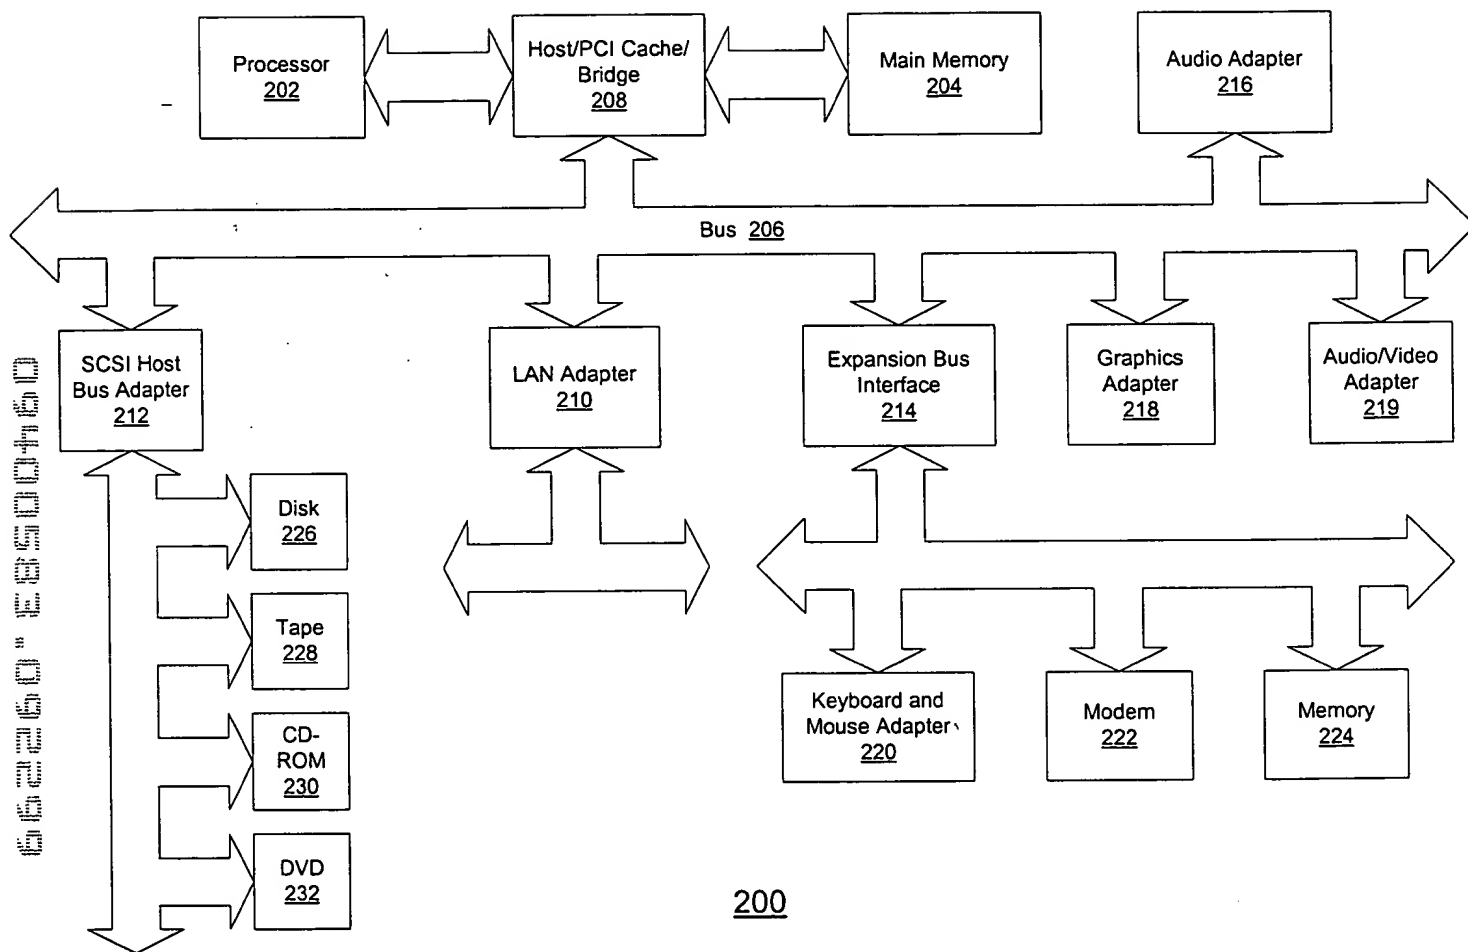 Processor
202
Host/PCI Cache/
Bridge
208
Main Memory
204
Audio Adapter
216
Bus 206
SCSI Host
Bus Adapter
212
LAN Adapter
210
Expansion Bus
Interface
214
Graphics
Adapter
218
Audio/Video
Adapter
219
Disk
226
Tape
228
CD-
ROM
230
DVD
232
Keyboard and
Mouse Adapter
220
Modem
222
Memory
224
200